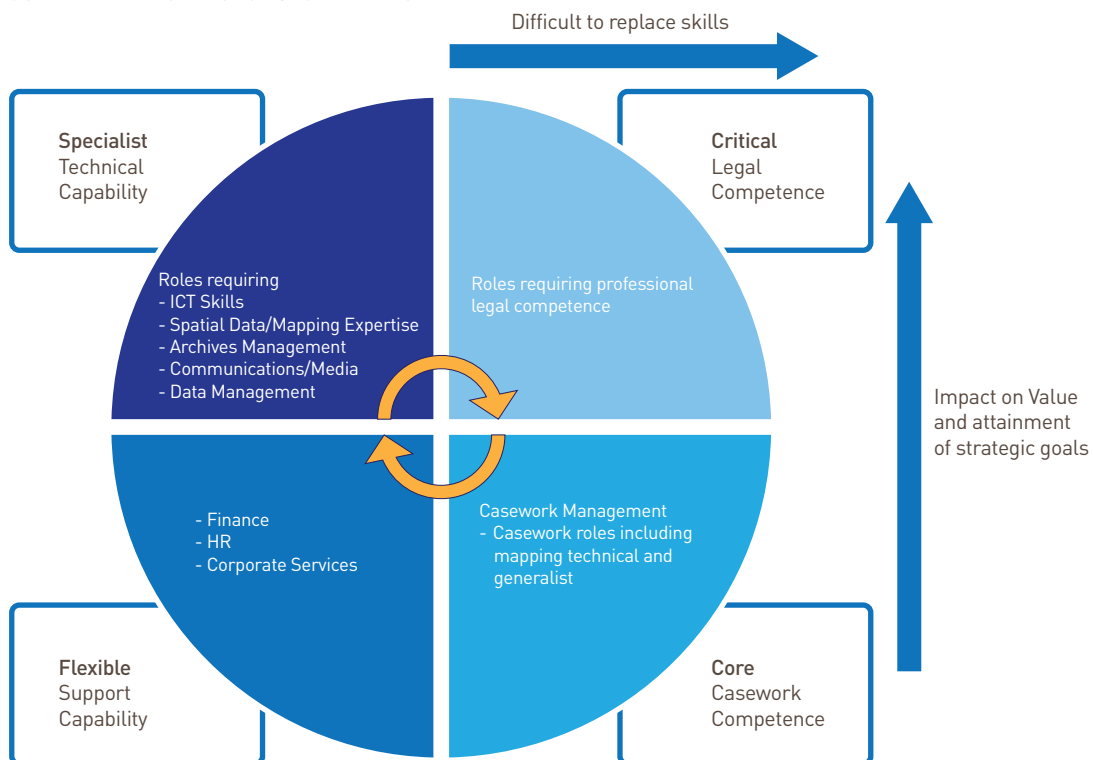 Difficult to replace skills
Specialist
Technical
Capability
Critical
Legal
Competence
Roles requiring
- ICT Skills
- Spatial Data/Mapping Expertise
- Archives Management
- Communications/Media
- Data Management
Roles requiring professional
legal competence
Impact on Value
and attainment
of strategic goals
- Finance
- HR
- Corporate Services
Casework Management
- Casework roles including
mapping technical and
generalist
Flexible
Support
Capability
Core
Casework
Competence